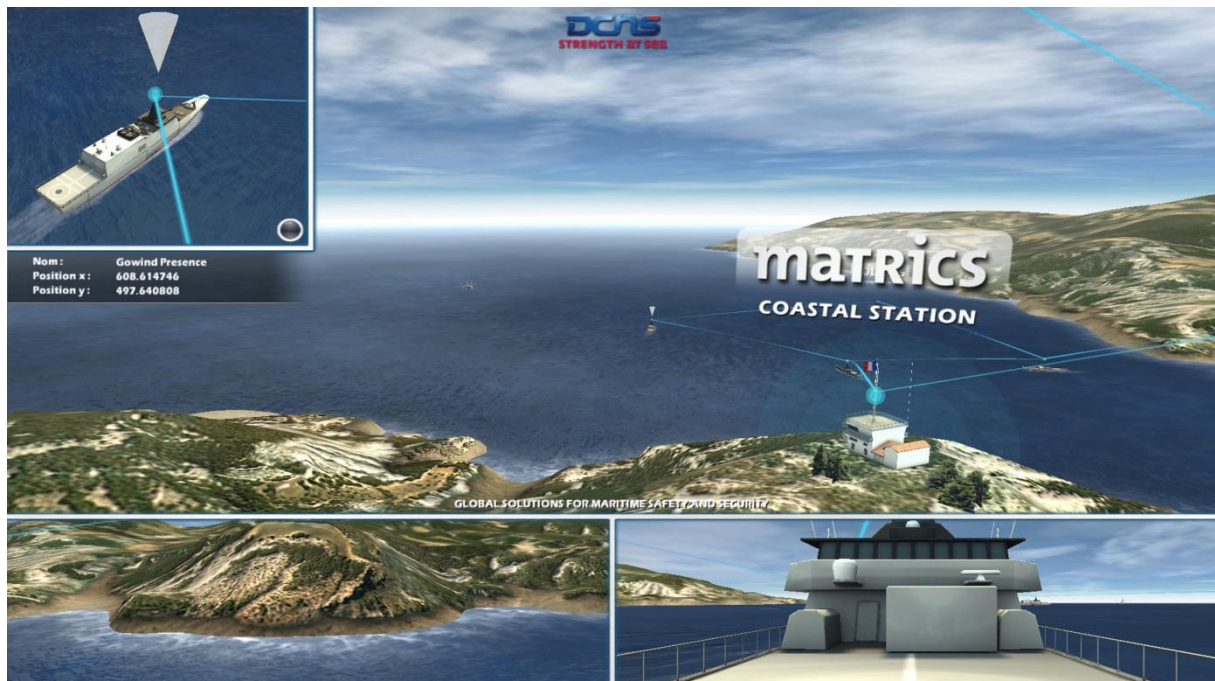 DCNS
STRENGTH AT SEA
Nom : Gowind Presence
Position x : 608.614746
Position y : 497.640808
MATRICS
COASTAL STATION
GLOBAL SOLUTIONS FOR MARITIME SAFETY AND SECURITY